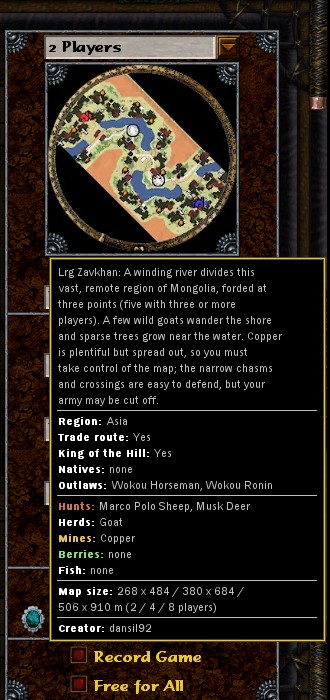 2 Players
Lrg Zavkhan: A winding river divides this
vast, remote region of Mongolia, forded at
three points (five with three or more
players). A few wild goats wander the shore
and sparse trees grow near the water. Copper
is plentiful but spread out, so you must
take control of the map; the narrow chasms
and crossings are easy to defend, but your
army may be cut off.
Region: Asia
Trade route: Yes
King of the Hill: Yes
Natives: none
Outlaws: Wokou Horseman, Wokou Ronin
Hunts: Marco Polo Sheep, Musk Deer
Herds: Goat
Mines: Copper
Berries: none
Fish: none
Map size: 268 x 484 / 380 x 684 /
506 x 910 m (2 / 4 / 8 players)
Creator: dansil92
Record Game
Free for All